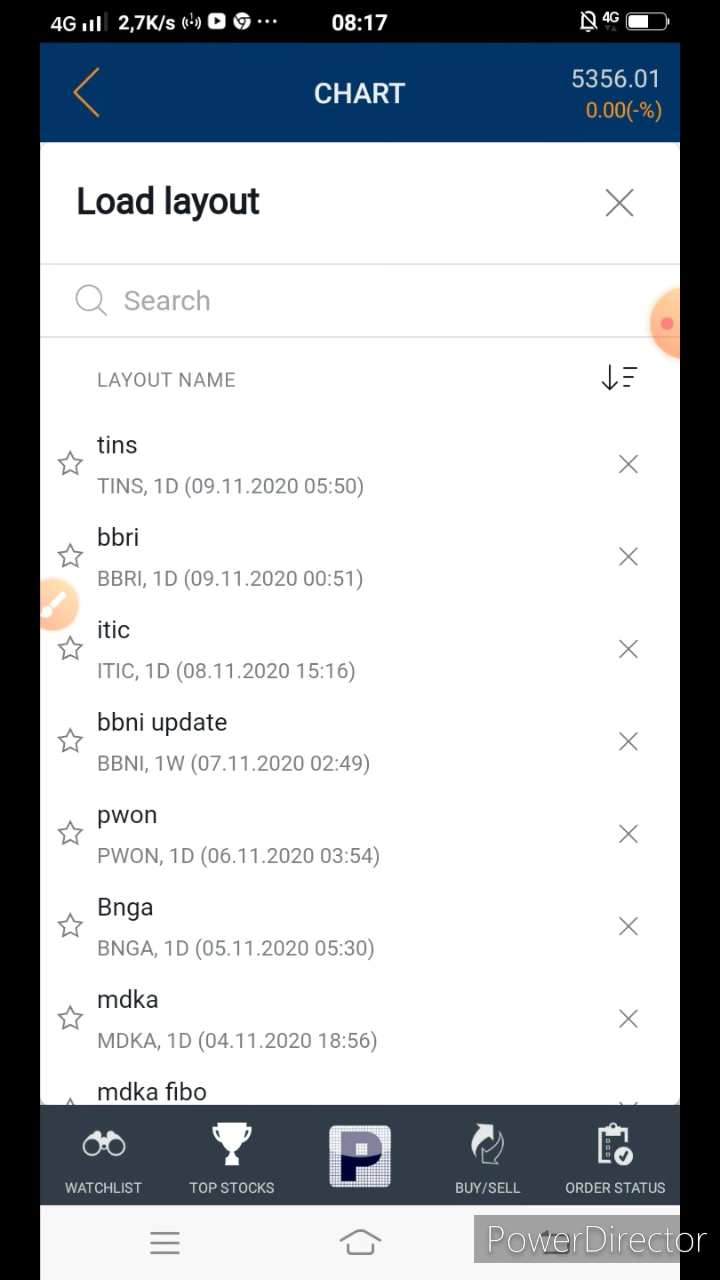 4G 2,7K/s 08:17 4G
CHART
5356.01
0.00(-%)
Load layout
Search
LAYOUT NAME
tins
TINS, 1D (09.11.2020 05:50)
bbri
BBRI, 1D (09.11.2020 00:51)
itic
ITIC, 1D (08.11.2020 15:16)
bbni update
BBNI, 1W (07.11.2020 02:49)
pwon
PWON, 1D (06.11.2020 03:54)
Bnga
BNGA, 1D (05.11.2020 05:30)
mdka
MDKA, 1D (04.11.2020 18:56)
mdka fibo
P
WATCHLIST TOP STOCKS BUY/SELL ORDER STATUS
PowerDirector